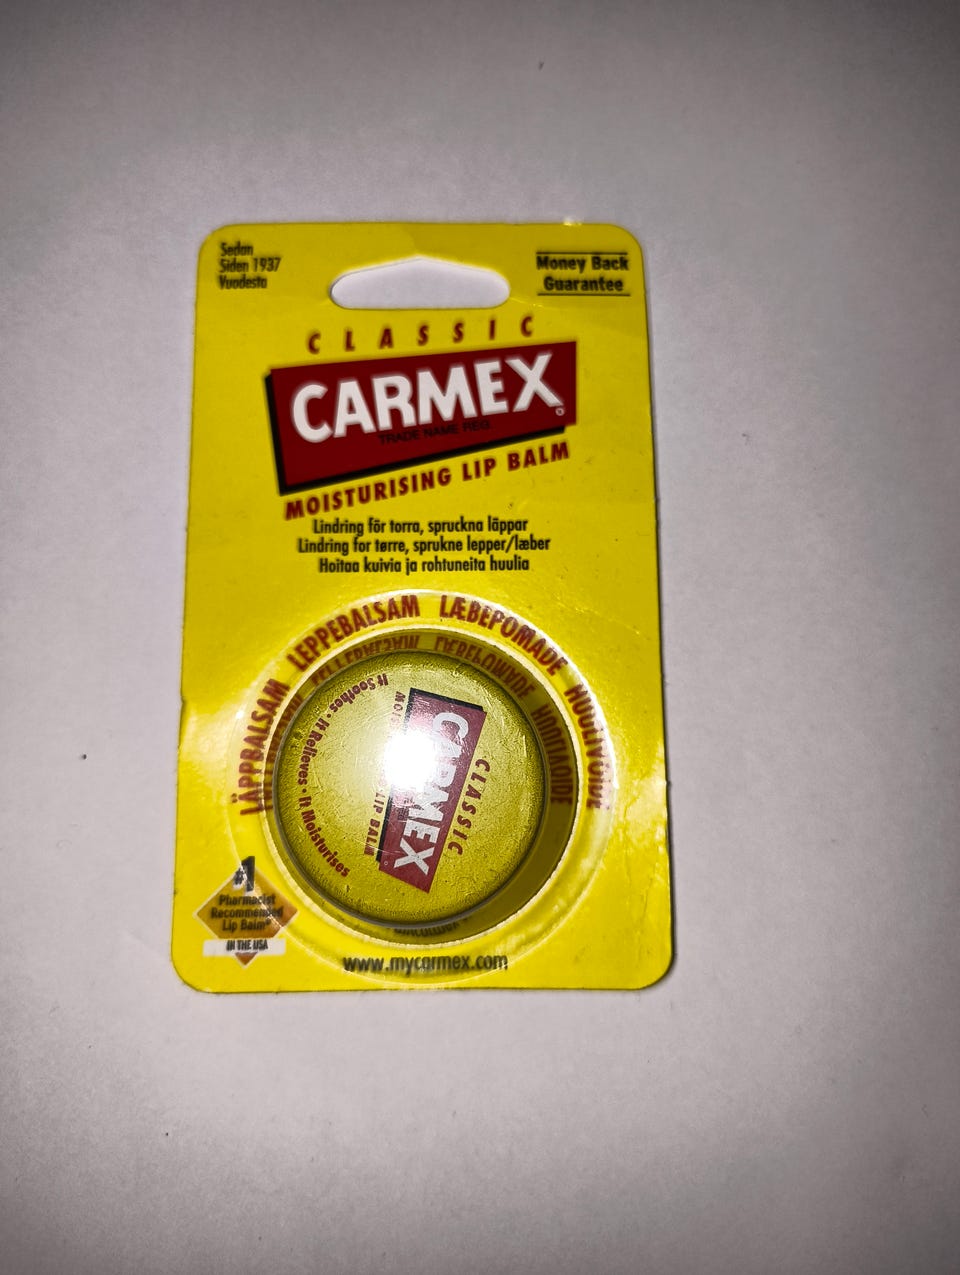 Sedan
Siden 1937
Vuodesta
Money Back
Guarantee
CLASSIC
CARMEX®
TRADE NAME REG.
MOISTURISING LIP BALM
Lindring för torra, spruckna läppar
Lindring for tørre, sprukne lepper/læber
Hoitaa kuivia ja rohtuneita huulia
LÄPPBALSAM LEPPEBALSAM LÆBEPOMADE HUULIVOIDE
CLASSIC
CARMEX
LIP BALM
It Soothes • It Relieves • It Moisturises
#1
Pharmacist
Recommended
Lip Balm®
IN THE USA
www.mycarmex.com